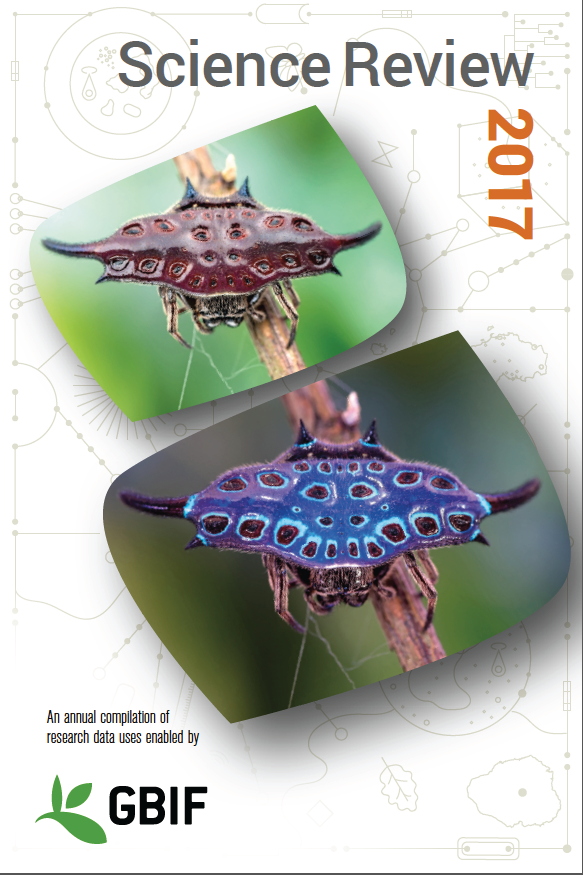 Science Review
2017
An annual compilation of
research data uses enabled by
GBIF